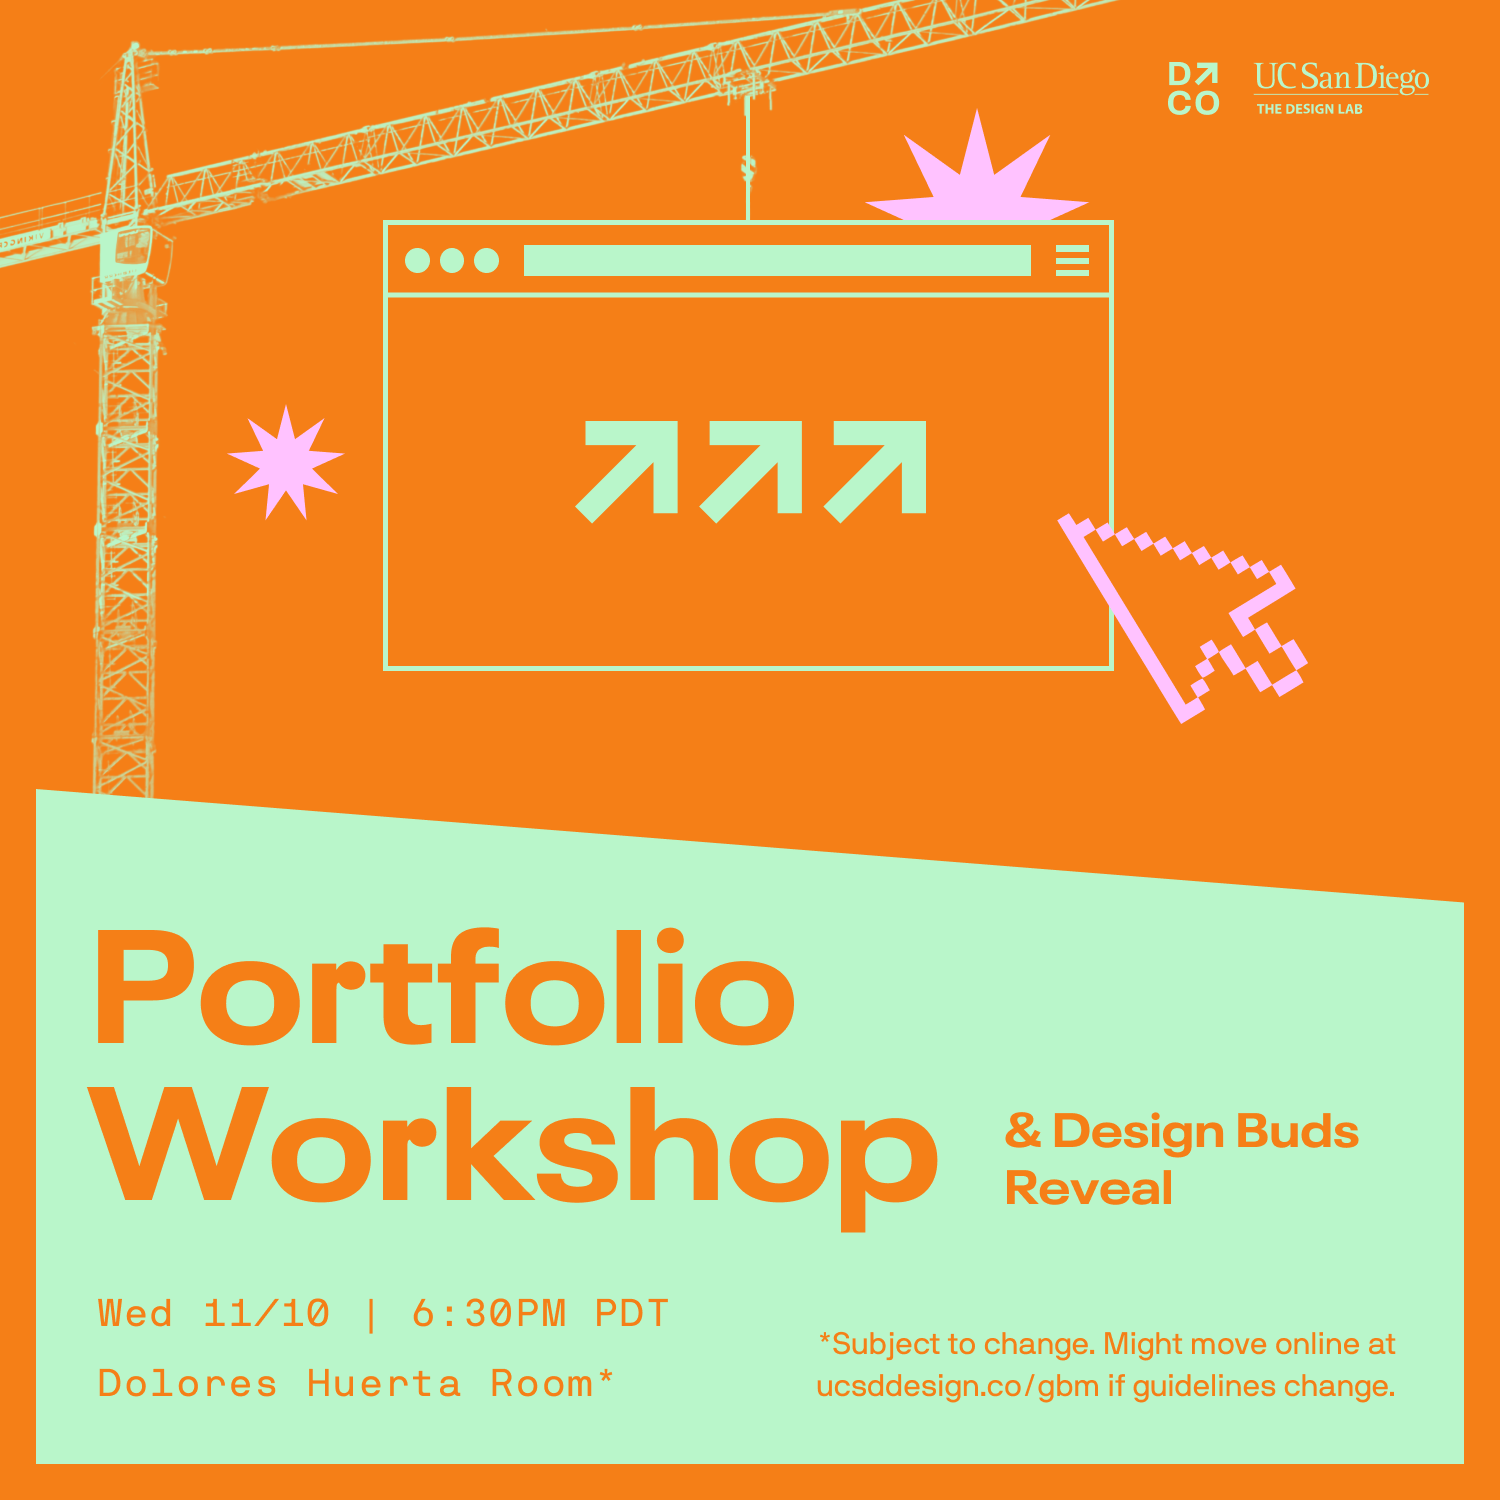 D
CO
UC San Diego
THE DESIGN LAB
Portfolio
Workshop
& Design Buds
Reveal
Wed 11/10 | 6:30PM PDT
Dolores Huerta Room*
*Subject to change. Might move online at
ucsddesign.co/gbm if guidelines change.